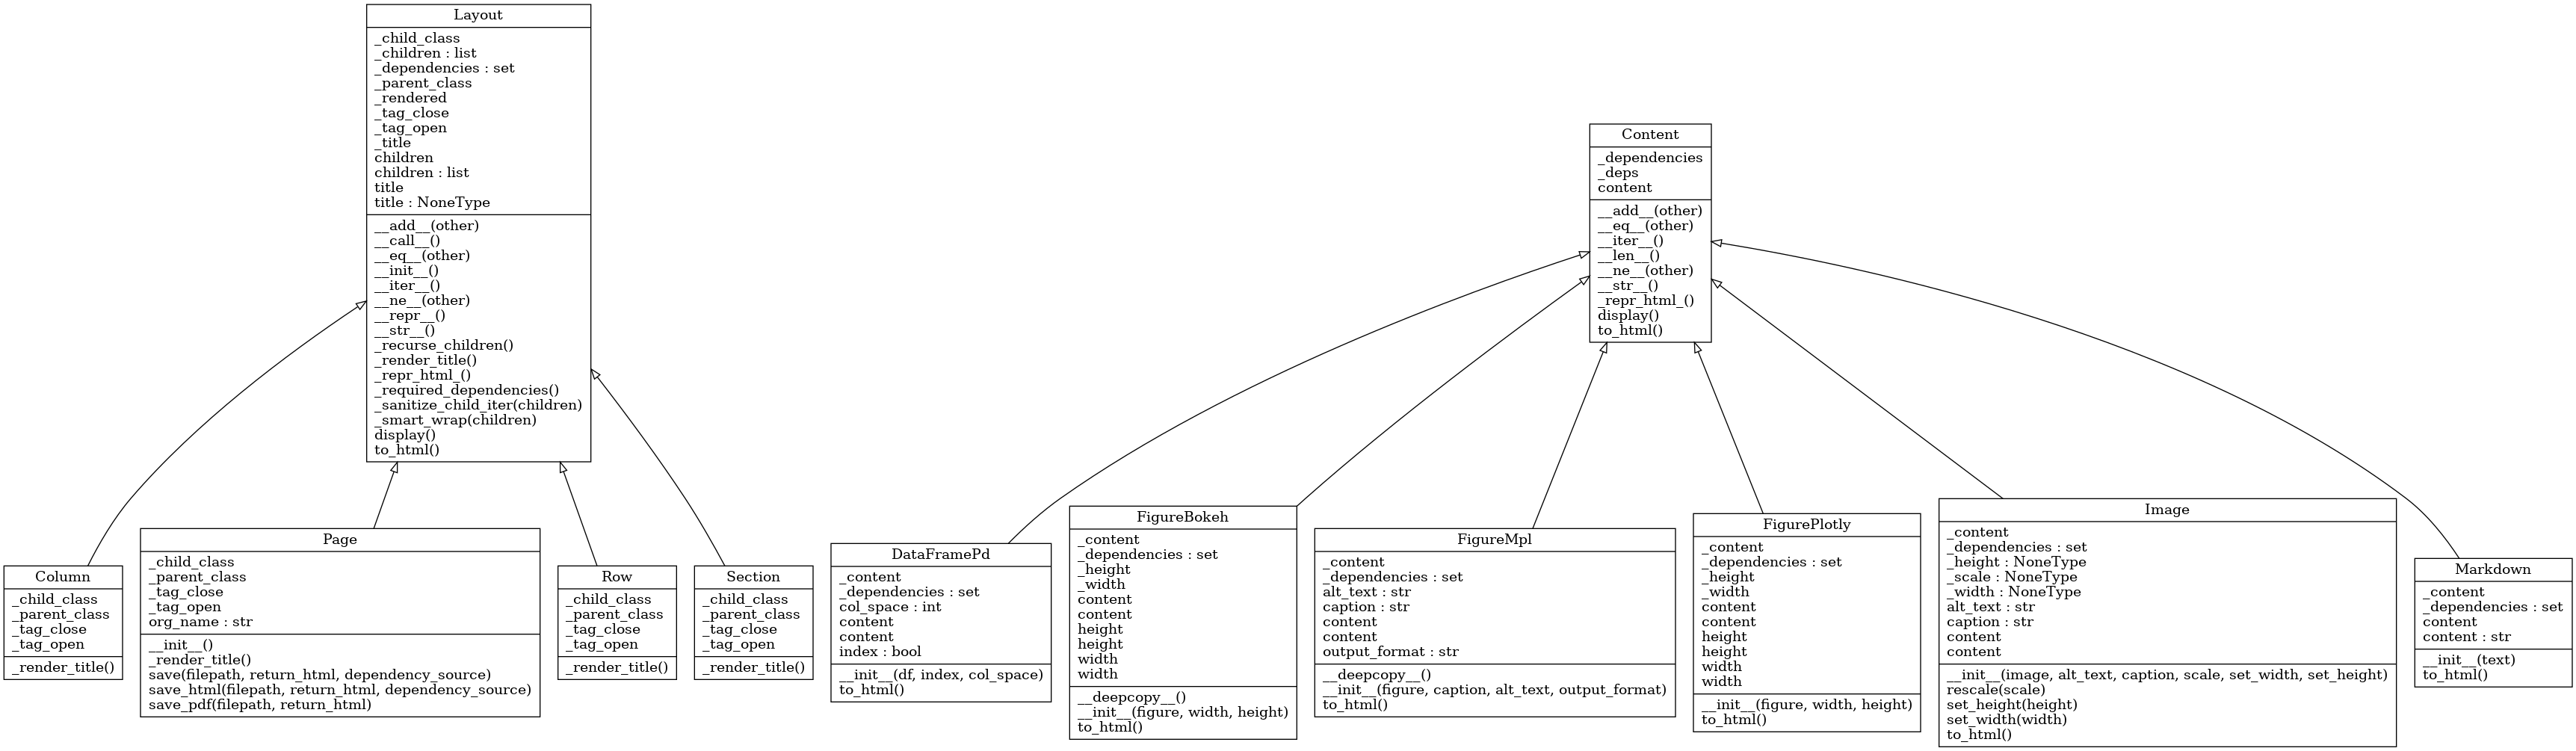 Layout
_child_class
_children : list
_dependencies : set
_parent_class
_rendered
_tag_close
_tag_open
_title
children
children : list
title
title : NoneType
__add__(other)
__call__()
__eq__(other)
__init__()
__iter__()
__ne__(other)
__repr__()
__str__()
_recurse_children()
_render_title()
_repr_html_()
_required_dependencies()
_sanitize_child_iter(children)
_smart_wrap(children)
display()
to_html()
Content
_dependencies
_deps
content
__add__(other)
__eq__(other)
__iter__()
__len__()
__ne__(other)
__str__()
_repr_html_()
display()
to_html()
Column
_child_class
_parent_class
_tag_close
_tag_open
_render_title()
Page
_child_class
_parent_class
_tag_close
_tag_open
org_name : str
__init__()
_render_title()
save(filepath, return_html, dependency_source)
save_html(filepath, return_html, dependency_source)
save_pdf(filepath, return_html)
Row
_child_class
_parent_class
_tag_close
_tag_open
_render_title()
Section
_child_class
_parent_class
_tag_close
_tag_open
_render_title()
DataFramePd
_content
_dependencies : set
col_space : int
content
content
index : bool
__init__(df, index, col_space)
to_html()
FigureBokeh
_content
_dependencies : set
_height
_width
content
content
height
height
width
width
__deepcopy__()
__init__(figure, width, height)
to_html()
FigureMpl
_content
_dependencies : set
alt_text : str
caption : str
content
content
output_format : str
__deepcopy__()
__init__(figure, caption, alt_text, output_format)
to_html()
FigurePlotly
_content
_dependencies : set
_height
_width
content
content
height
height
width
width
__init__(figure, width, height)
to_html()
Image
_content
_dependencies : set
_height : NoneType
_scale : NoneType
_width : NoneType
alt_text : str
caption : str
content
content
__init__(image, alt_text, caption, scale, set_width, set_height)
rescale(scale)
set_height(height)
set_width(width)
to_html()
Markdown
_content
_dependencies : set
content
content : str
__init__(text)
to_html()